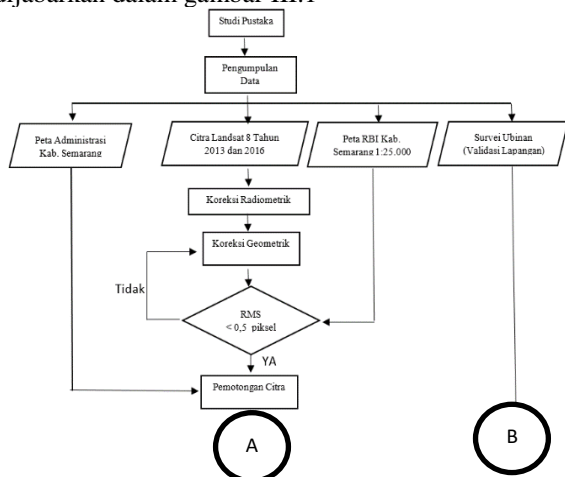 dijabarkan dalam gambar III.1
Studi Pustaka
Pengumpulan
Data
Peta Administrasi
Kab. Semarang
Citra Landsat 8 Tahun
2013 dan 2016
Peta RBI Kab.
Semarang 1:25.000
Survei Ubinan
(Validasi Lapangan)
Koreksi Radiometrik
Koreksi Geometrik
Tidak
RMS
< 0,5 piksel
YA
Pemotongan Citra
A
B